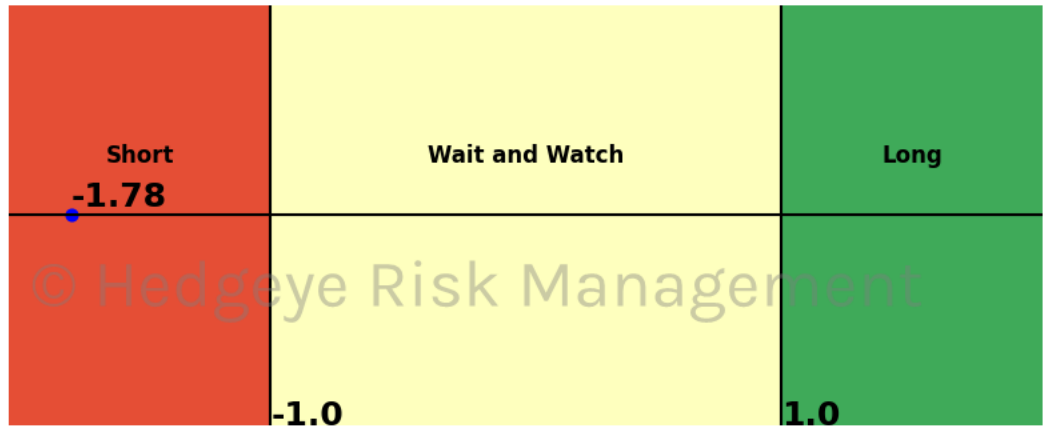 Short
Wait and Watch
Long
-1.78
© Hedgeye Risk Management
-1.0
1.0